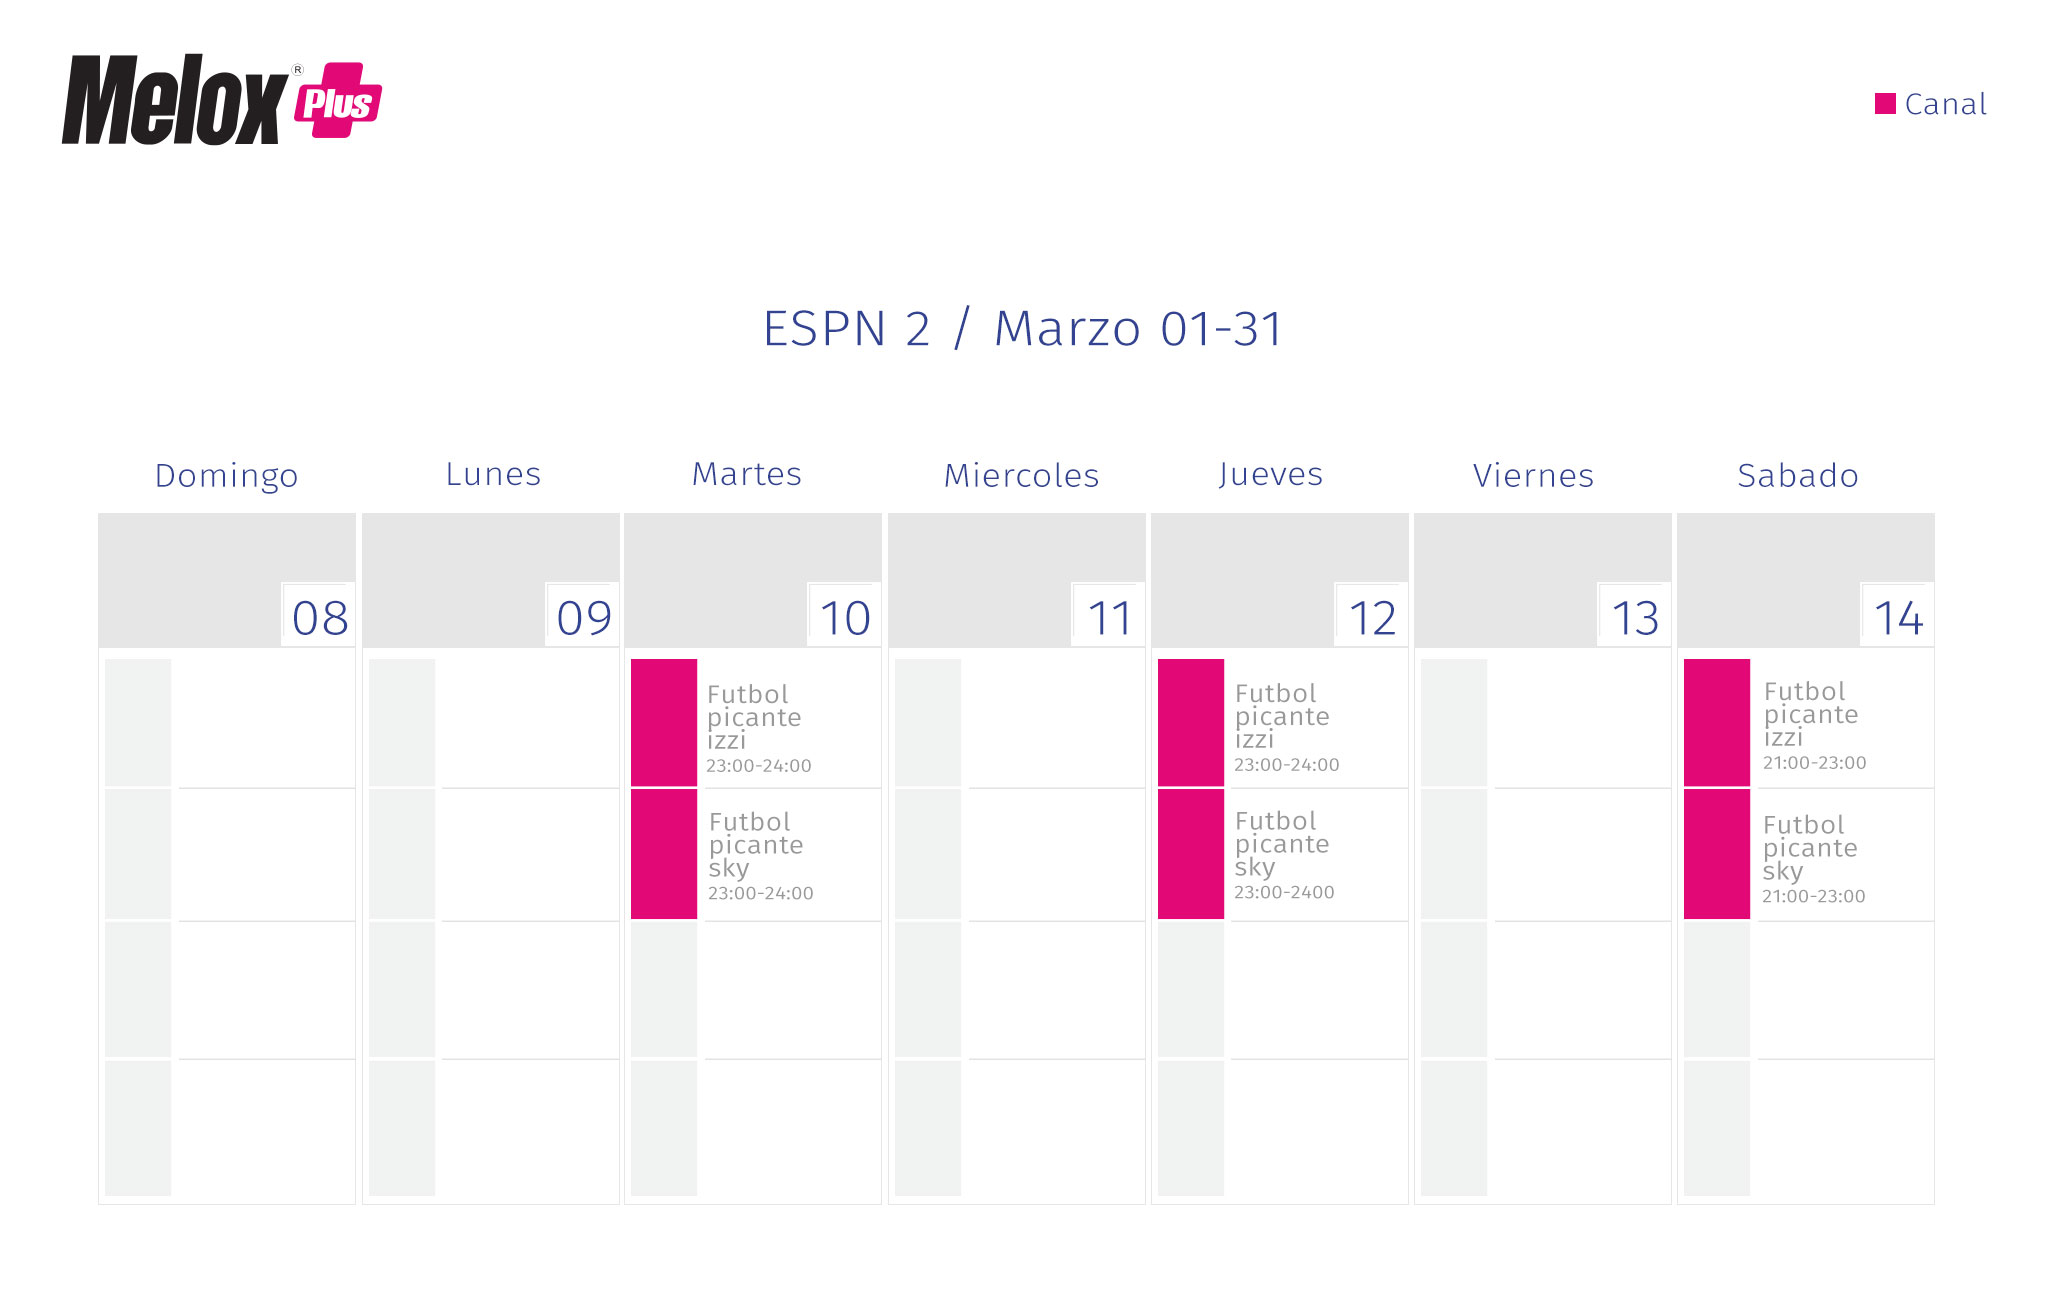 Melox® Plus
Canal
ESPN 2 / Marzo 01-31
Domingo
Lunes
Martes
Miercoles
Jueves
Viernes
Sabado
08
09
10
11
12
13
14
Futbol
picante
izzi
23:00-24:00
Futbol
picante
sky
23:00-24:00
Futbol
picante
izzi
23:00-24:00
Futbol
picante
sky
23:00-2400
Futbol
picante
izzi
21:00-23:00
Futbol
picante
sky
21:00-23:00